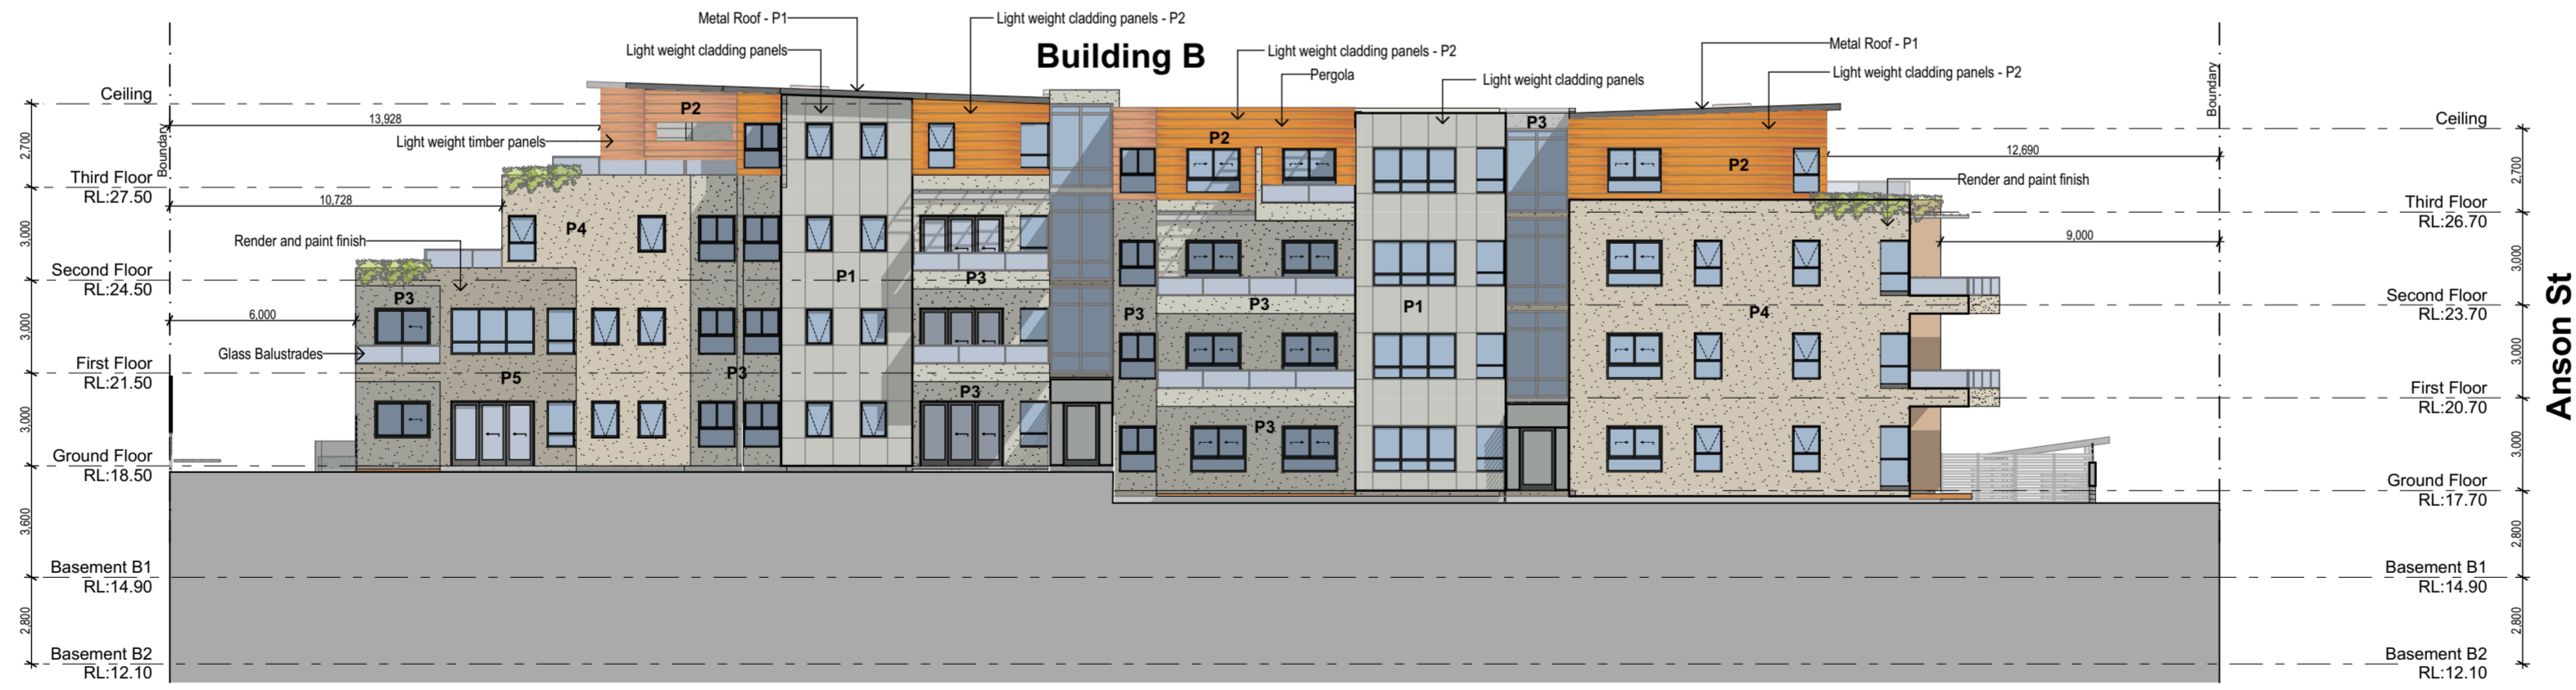 Metal Roof - P1
Light weight cladding panels - P2
Light weight cladding panels
Building B
Light weight cladding panels - P2
Pergola
Light weight cladding panels
Metal Roof - P1
Light weight cladding panels - P2
Boundary
Boundary
Ceiling
13,928
Light weight timber panels
2,700
Third Floor
RL:27.50
10,728
Render and paint finish
3,000
Second Floor
RL:24.50
6,000
Glass Balustrades
3,000
First Floor
RL:21.50
3,000
Ground Floor
RL:18.50
3,600
Basement B1
RL:14.90
2,800
Basement B2
RL:12.10
P2
P4
P3
P5
P3
P1
P3
P3
P2
P3
P3
P3
P1
P3
P2
P4
Ceiling
12,690
2,700
Render and paint finish
Third Floor
RL:26.70
9,000
3,000
Second Floor
RL:23.70
3,000
First Floor
RL:20.70
3,000
Ground Floor
RL:17.70
2,800
Basement B1
RL:14.90
2,800
Basement B2
RL:12.10
Anson St